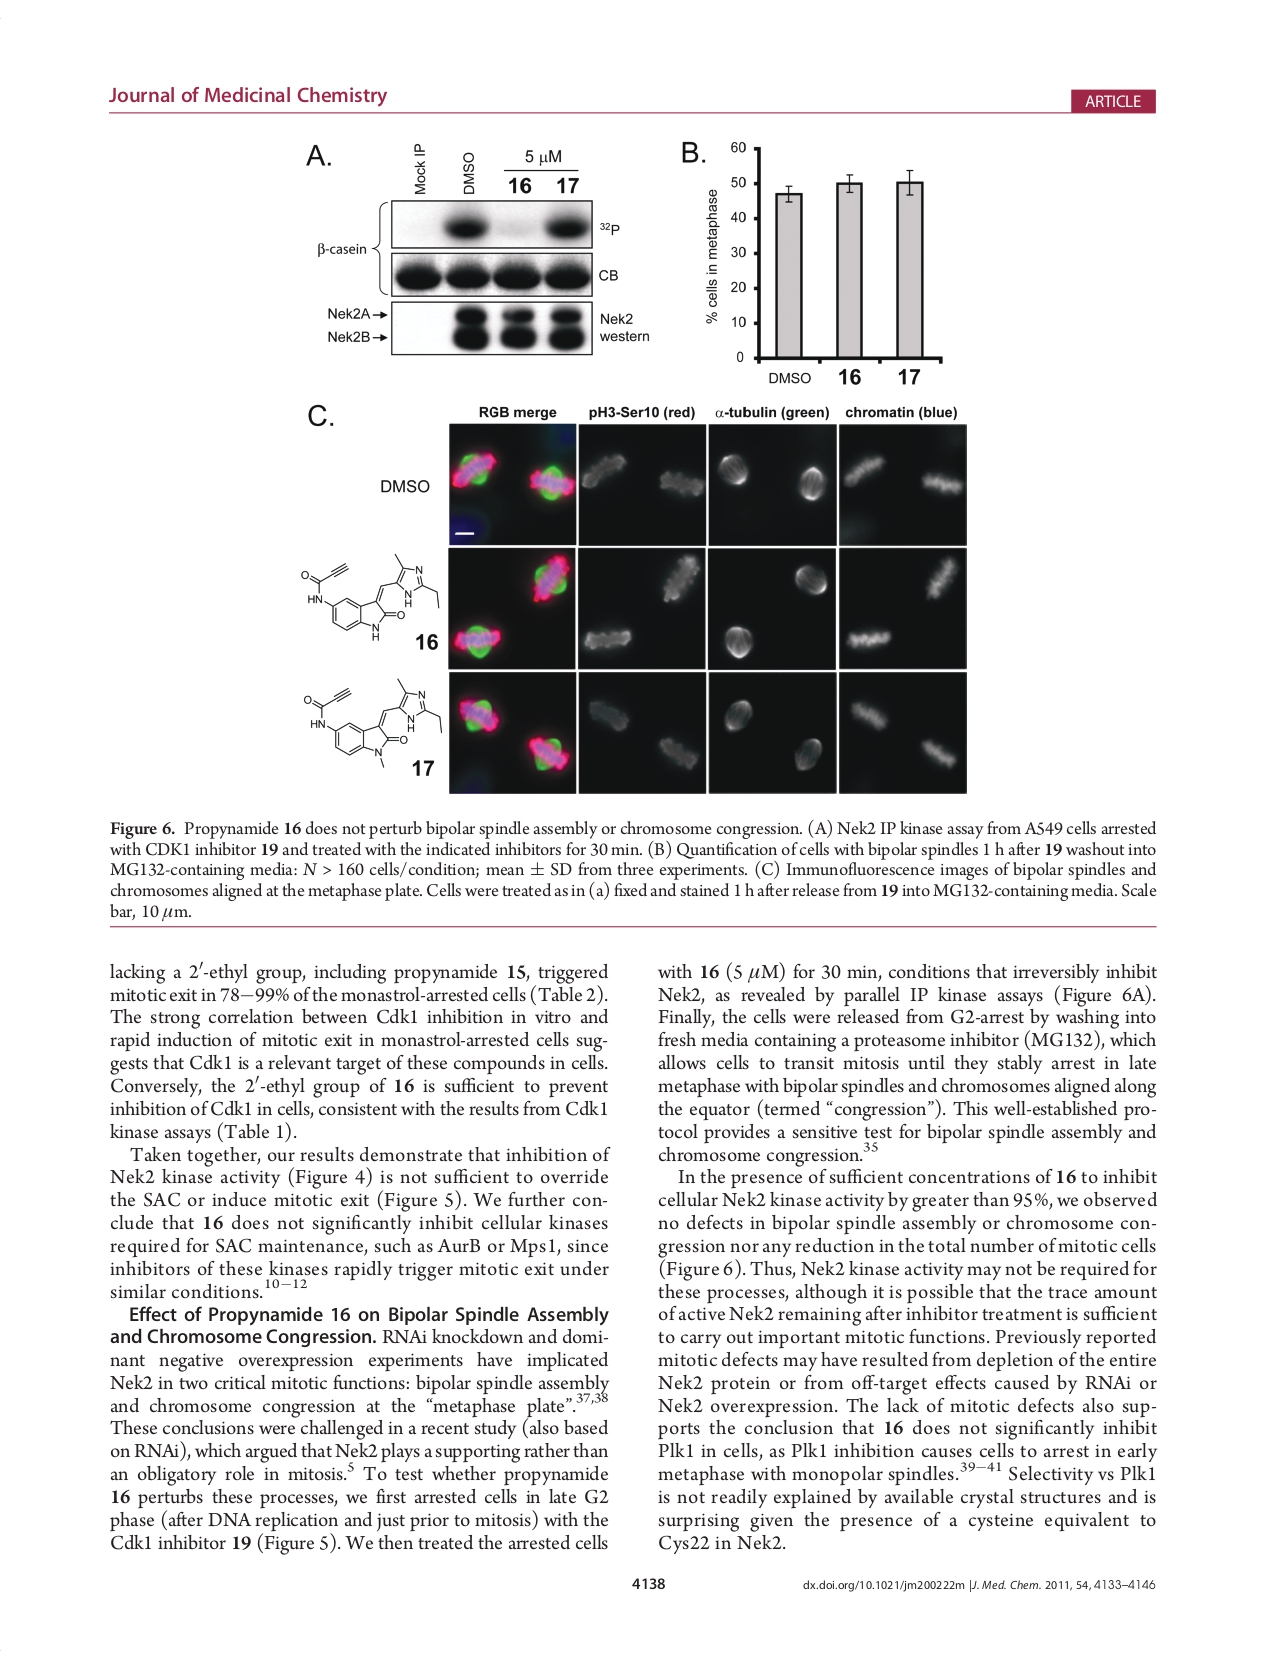 Journal of Medicinal Chemistry
ARTICLE
A.
Mock IP
DMSO
5 μM
16 17
β-casein
³²P
CB
Nek2A
Nek2B
Nek2
western
B.
% cells in metaphase
60
50
40
30
20
10
0
DMSO 16 17
C.
RGB merge pH3-Ser10 (red) α-tubulin (green) chromatin (blue)
DMSO
O
HN
N
N
H
O
N
H
16
O
HN
N
N
H
O
N
17
Figure 6. Propynamide 16 does not perturb bipolar spindle assembly or chromosome congression. (A) Nek2 IP kinase assay from A549 cells arrested
with CDK1 inhibitor 19 and treated with the indicated inhibitors for 30 min. (B) Quantification of cells with bipolar spindles 1 h after 19 washout into
MG132-containing media: N > 160 cells/condition; mean ± SD from three experiments. (C) Immunofluorescence images of bipolar spindles and
chromosomes aligned at the metaphase plate. Cells were treated as in (a) fixed and stained 1 h after release from 19 into MG132-containing media. Scale
bar, 10 μm.
lacking a 2′-ethyl group, including propynamide 15, triggered
mitotic exit in 78−99% of the monastrol-arrested cells (Table 2).
The strong correlation between Cdk1 inhibition in vitro and
rapid induction of mitotic exit in monastrol-arrested cells sug-
gests that Cdk1 is a relevant target of these compounds in cells.
Conversely, the 2′-ethyl group of 16 is sufficient to prevent
inhibition of Cdk1 in cells, consistent with the results from Cdk1
kinase assays (Table 1).
Taken together, our results demonstrate that inhibition of
Nek2 kinase activity (Figure 4) is not sufficient to override
the SAC or induce mitotic exit (Figure 5). We further con-
clude that 16 does not significantly inhibit cellular kinases
required for SAC maintenance, such as AurB or Mps1, since
inhibitors of these kinases rapidly trigger mitotic exit under
similar conditions.¹⁰⁻¹²
Effect of Propynamide 16 on Bipolar Spindle Assembly
and Chromosome Congression. RNAi knockdown and domi-
nant negative overexpression experiments have implicated
Nek2 in two critical mitotic functions: bipolar spindle assembly
and chromosome congression at the “metaphase plate”.³⁷,³⁸
These conclusions were challenged in a recent study (also based
on RNAi), which argued that Nek2 plays a supporting rather than
an obligatory role in mitosis.⁵ To test whether propynamide
16 perturbs these processes, we first arrested cells in late G2
phase (after DNA replication and just prior to mitosis) with the
Cdk1 inhibitor 19 (Figure 5). We then treated the arrested cells
with 16 (5 μM) for 30 min, conditions that irreversibly inhibit
Nek2, as revealed by parallel IP kinase assays (Figure 6A).
Finally, the cells were released from G2-arrest by washing into
fresh media containing a proteasome inhibitor (MG132), which
allows cells to transit mitosis until they stably arrest in late
metaphase with bipolar spindles and chromosomes aligned along
the equator (termed “congression”). This well-established pro-
tocol provides a sensitive test for bipolar spindle assembly and
chromosome congression.³⁵
In the presence of sufficient concentrations of 16 to inhibit
cellular Nek2 kinase activity by greater than 95%, we observed
no defects in bipolar spindle assembly or chromosome con-
gression nor any reduction in the total number of mitotic cells
(Figure 6). Thus, Nek2 kinase activity may not be required for
these processes, although it is possible that the trace amount
of active Nek2 remaining after inhibitor treatment is sufficient
to carry out important mitotic functions. Previously reported
mitotic defects may have resulted from depletion of the entire
Nek2 protein or from off-target effects caused by RNAi or
Nek2 overexpression. The lack of mitotic defects also sup-
ports the conclusion that 16 does not significantly inhibit
Plk1 in cells, as Plk1 inhibition causes cells to arrest in early
metaphase with monopolar spindles.³⁹⁻⁴¹ Selectivity vs Plk1
is not readily explained by available crystal structures and is
surprising given the presence of a cysteine equivalent to
Cys22 in Nek2.
4138
dx.doi.org/10.1021/jm200222m |J. Med. Chem. 2011, 54, 4133–4146